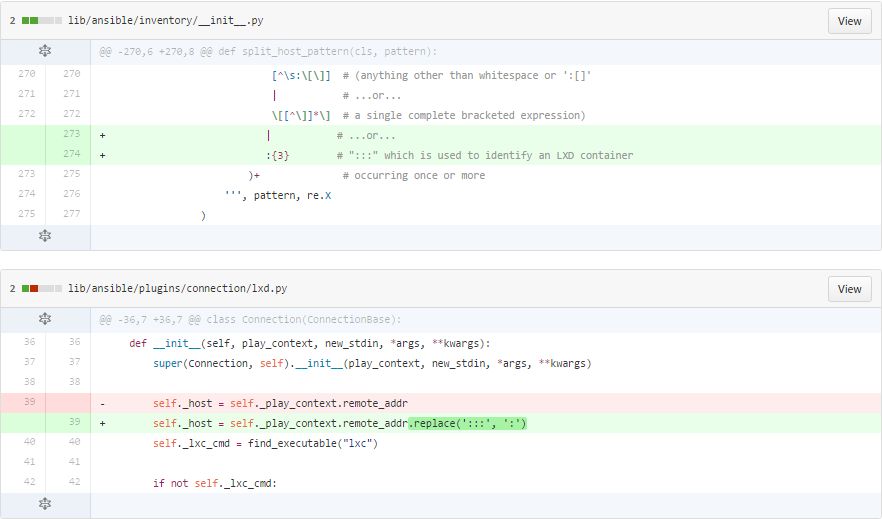 2 lib/ansible/inventory/__init__.py View
@@ -270,6 +270,8 @@ def split_host_pattern(cls, pattern):
270 270 [^\s:\[\]] # (anything other than whitespace or ':[]'
271 271 | # ...or...
272 272 \[[^\]]*\] # a single complete bracketed expression)
273 + | # ...or...
274 + :{3} # ":::" which is used to identify an LXD container
273 275 )+ # occurring once or more
274 276 ''', pattern, re.X
275 277 )
2 lib/ansible/plugins/connection/lxd.py View
@@ -36,7 +36,7 @@ class Connection(ConnectionBase):
36 36 def __init__(self, play_context, new_stdin, *args, **kwargs):
37 37 super(Connection, self).__init__(play_context, new_stdin, *args, **kwargs)
38 38
39 - self._host = self._play_context.remote_addr
39 + self._host = self._play_context.remote_addr.replace(':::', ':')
40 40 self._lxc_cmd = find_executable("lxc")
41 41
42 42 if not self._lxc_cmd: